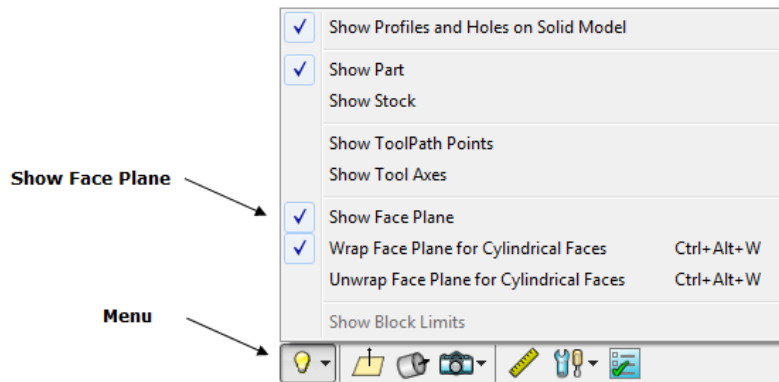 Show Profiles and Holes on Solid Model
Show Part
Show Stock
Show ToolPath Points
Show Tool Axes
Show Face Plane
Show Face Plane
Wrap Face Plane for Cylindrical Faces Ctrl+Alt+W
Unwrap Face Plane for Cylindrical Faces Ctrl+Alt+W
Menu
Show Block Limits